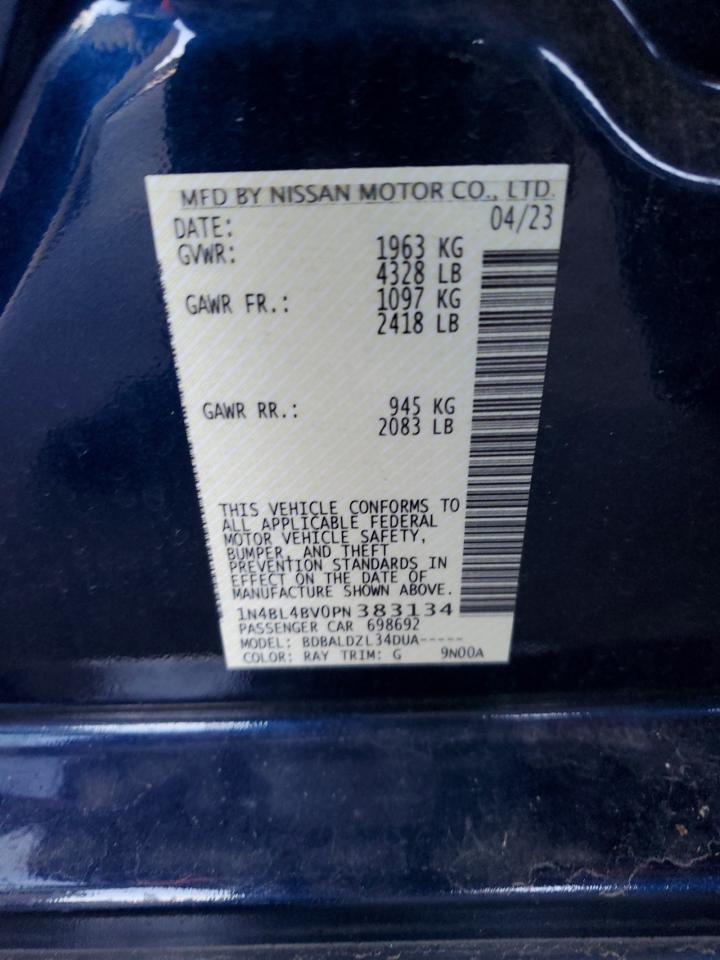 MFD BY NISSAN MOTOR CO., LTD.
DATE: 04/23
GVWR: 1963 KG
4328 LB
GAWR FR.: 1097 KG
2418 LB
GAWR RR.: 945 KG
2083 LB
THIS VEHICLE CONFORMS TO
ALL APPLICABLE FEDERAL
MOTOR VEHICLE SAFETY,
BUMPER, AND THEFT
PREVENTION STANDARDS IN
EFFECT ON THE DATE OF
MANUFACTURE SHOWN ABOVE.
1N4BL4BV0PN383134
PASSENGER CAR 698692
MODEL: BDBALDZL34DUA-----
COLOR: RAY TRIM: G 9N00A